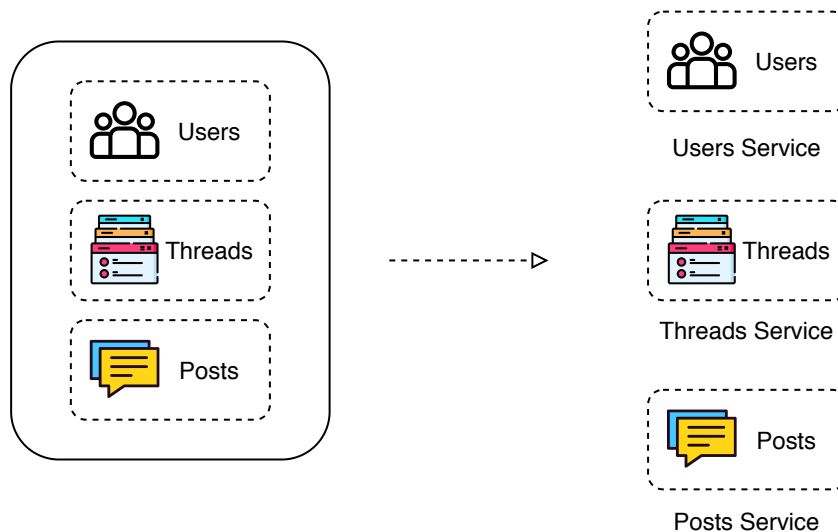 Users
Threads
Posts
Users
Users Service
Threads
Threads Service
Posts
Posts Service